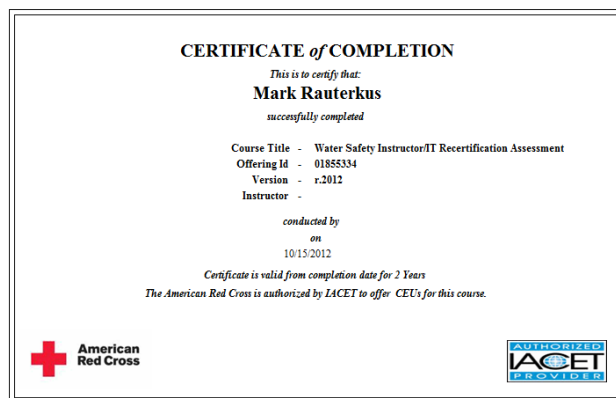 CERTIFICATE of COMPLETION
This is to certify that:
Mark Rauterkus
successfully completed
Course Title - Water Safety Instructor/IT Recertification Assessment
Offering Id - 01855334
Version - r.2012
Instructor -
conducted by
on
10/15/2012
Certificate is valid from completion date for 2 Years
The American Red Cross is authorized by IACET to offer CEUs for this course.
American
Red Cross
AUTHORIZED
IACET
PROVIDER